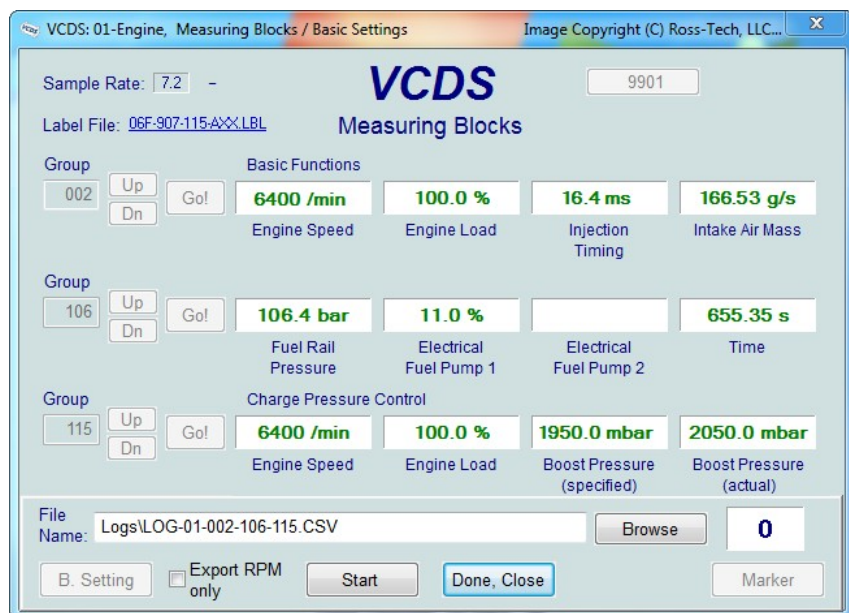 VCDS: 01-Engine, Measuring Blocks / Basic Settings Image Copyright (C) Ross-Tech, LLC... X
Sample Rate: 7.2 - VCDS 9901
Label File: 06F-907-115-AXX.LBL Measuring Blocks
Group Basic Functions
002 Up Dn Go! 6400 /min 100.0 % 16.4 ms 166.53 g/s
Engine Speed Engine Load Injection Timing Intake Air Mass
Group
106 Up Dn Go! 106.4 bar 11.0 % 655.35 s
Fuel Rail Pressure Electrical Fuel Pump 1 Electrical Fuel Pump 2 Time
Group Charge Pressure Control
115 Up Dn Go! 6400 /min 100.0 % 1950.0 mbar 2050.0 mbar
Engine Speed Engine Load Boost Pressure (specified) Boost Pressure (actual)
File Name: Logs\LOG-01-002-106-115.CSV Browse 0
B. Setting Export RPM only Start Done, Close Marker